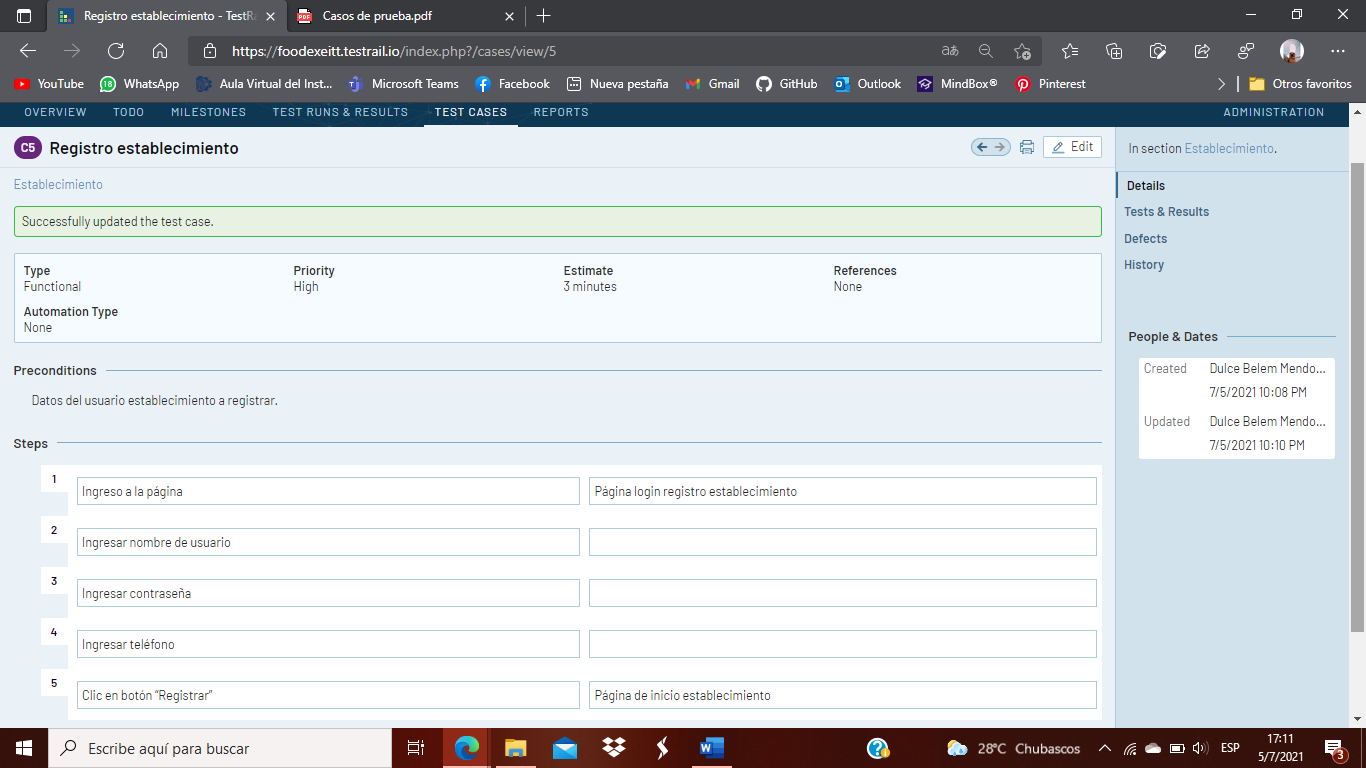 Registro establecimiento - TestR
Casos de prueba.pdf
https://foodexeitt.testrail.io/index.php?/cases/view/5
YouTube
WhatsApp
Aula Virtual del Inst...
Microsoft Teams
Facebook
Nueva pestaña
Gmail
GitHub
Outlook
MindBox®
Pinterest
Otros favoritos
OVERVIEW TODO MILESTONES TEST RUNS & RESULTS TEST CASES REPORTS ADMINISTRATION
C5 Registro establecimiento
Edit
In section Establecimiento.
Establecimiento
Successfully updated the test case.
Type Priority Estimate References
Functional High 3 minutes None
Automation Type
None
Preconditions
Datos del usuario establecimiento a registrar.
Steps
1 Ingreso a la página Página login registro establecimiento
2 Ingresar nombre de usuario
3 Ingresar contraseña
4 Ingresar teléfono
5 Clic en botón "Registrar" Página de inicio establecimiento
Details
Tests & Results
Defects
History
People & Dates
Created Dulce Belem Mendo...
7/5/2021 10:08 PM
Updated Dulce Belem Mendo...
7/5/2021 10:10 PM
Escribe aquí para buscar
28°C Chubascos
ESP
17:11
5/7/2021
3